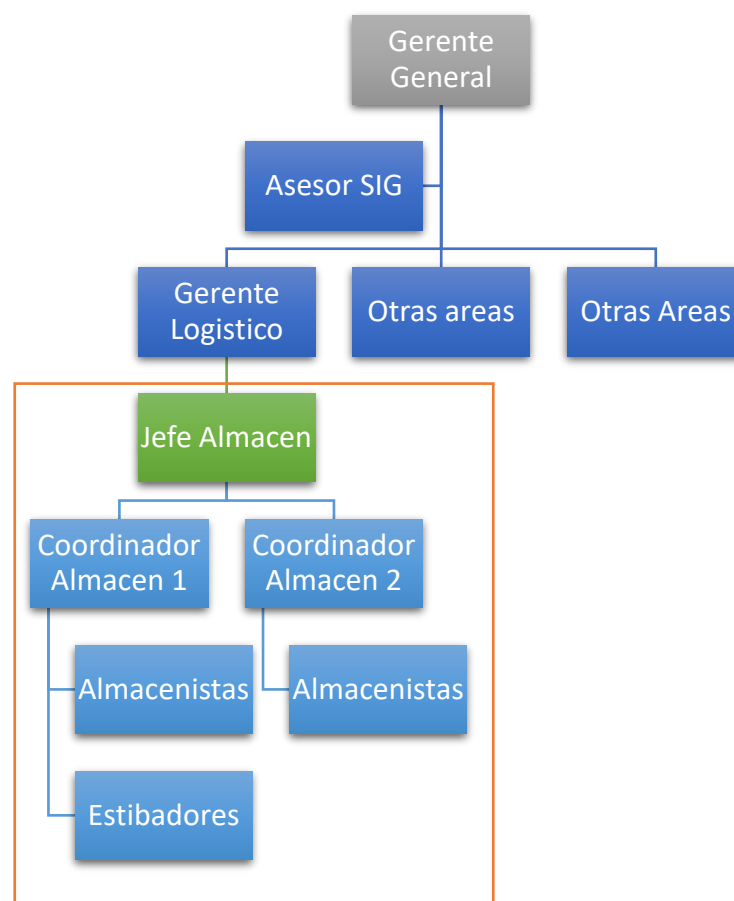 Gerente
General
Asesor SIG
Gerente
Logistico
Otras areas
Otras Areas
Jefe Almacen
Coordinador
Almacen 1
Coordinador
Almacen 2
Almacenistas
Almacenistas
Estibadores